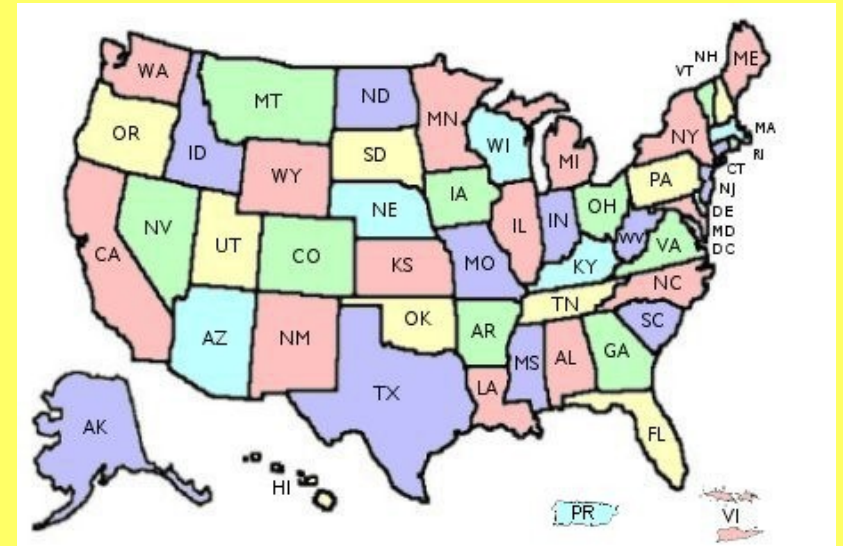 WA
MT
ND
MN
OR
ID
WY
SD
WI
MI
NY
VT
NH
ME
MA
RI
CT
NJ
PA
NV
UT
CO
NE
IA
IL
IN
OH
DE
MD
DC
CA
KS
MO
KY
WV
VA
NC
AZ
NM
OK
AR
TN
SC
TX
LA
MS
AL
GA
FL
AK
HI
PR
VI